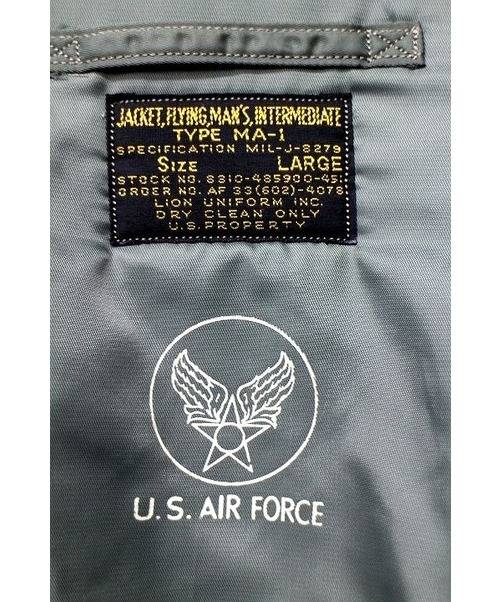 JACKET,FLYING,MAN'S,INTERMEDIATE
TYPE MA-1
SPECIFICATION MIL-J-8279
SIZE LARGE
STOCK NO. 8310-485900-451
ORDER NO. AF 33(602)-4078
LION UNIFORM INC.
DRY CLEAN ONLY
U.S.PROPERTY
U.S. AIR FORCE